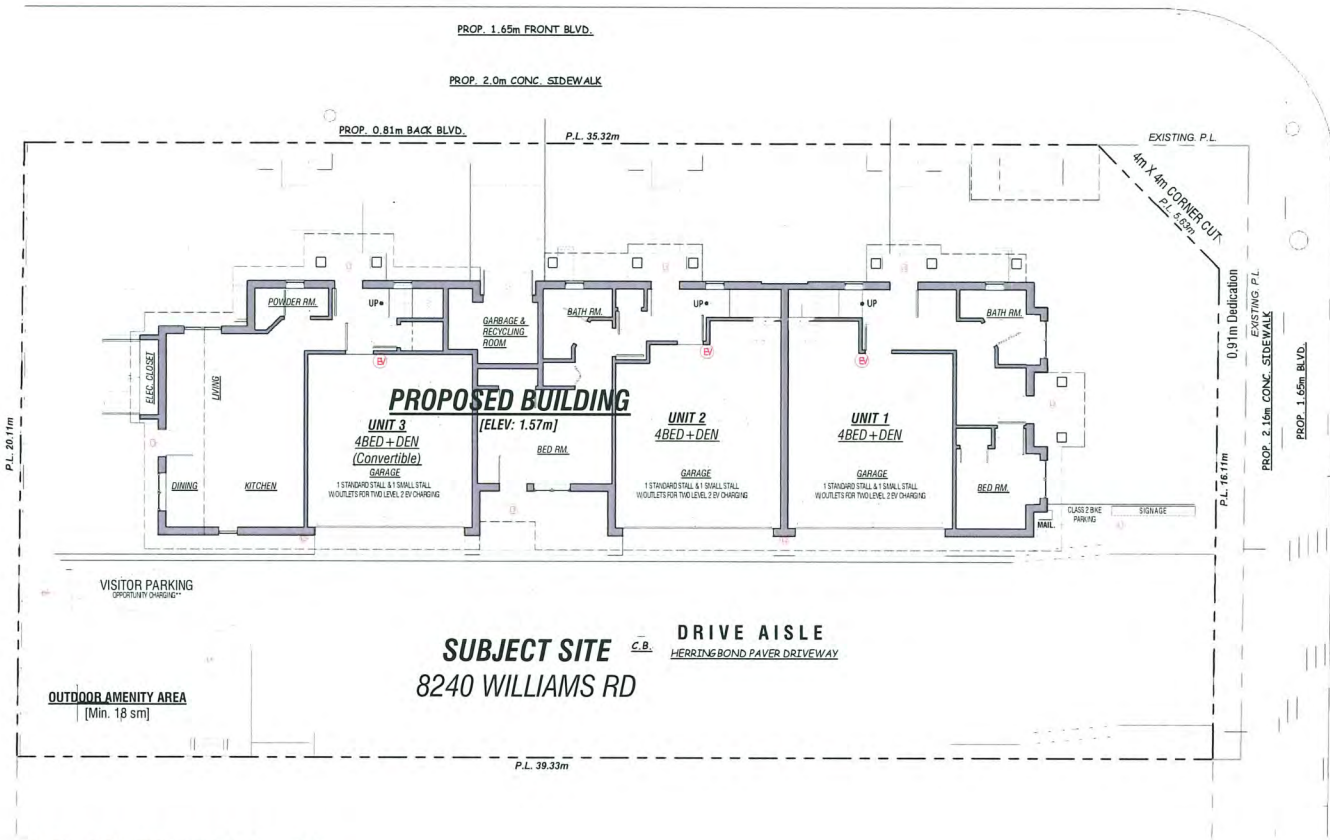 PROP. 1.65m FRONT BLVD.
PROP. 2.0m CONC. SIDEWALK
PROP. 0.81m BACK BLVD.
P.L. 35.32m
EXISTING. P.L.
4m X 4m CORNER CUT
P.L. 5.63m
0.91m Dedication
EXISTING. P.L.
PROP. 2.16m CONC. SIDEWALK
PROP. 1.65m BLVD.
P.L. 16.11m
P.L. 20.11m
POWDER RM.
UP
GARBAGE &
RECYCLING
ROOM
BATH RM.
UP
UP
BATH RM.
ELEC. CLOSET
LIVING
EV
EV
EV
PROPOSED BUILDING
[ELEV: 1.57m]
UNIT 3
4BED+DEN
(Convertible)
GARAGE
1 STANDARD STALL & 1 SMALL STALL
W/OUTLETS FOR TWO LEVEL 2 EV CHARGING
BED RM.
UNIT 2
4BED+DEN
GARAGE
1 STANDARD STALL & 1 SMALL STALL
W/OUTLETS FOR TWO LEVEL 2 EV CHARGING
UNIT 1
4BED+DEN
GARAGE
1 STANDARD STALL & 1 SMALL STALL
W/OUTLETS FOR TWO LEVEL 2 EV CHARGING
BED RM.
DINING
KITCHEN
MAIL.
CLASS 2 BIKE
PARKING
SIGNAGE
VISITOR PARKING
OPPORTUNITY CHARGING**
SUBJECT SITE
8240 WILLIAMS RD
C.B.
DRIVE AISLE
HERRINGBOND PAVER DRIVEWAY
OUTDOOR AMENITY AREA
[Min. 18 sm]
P.L. 39.33m